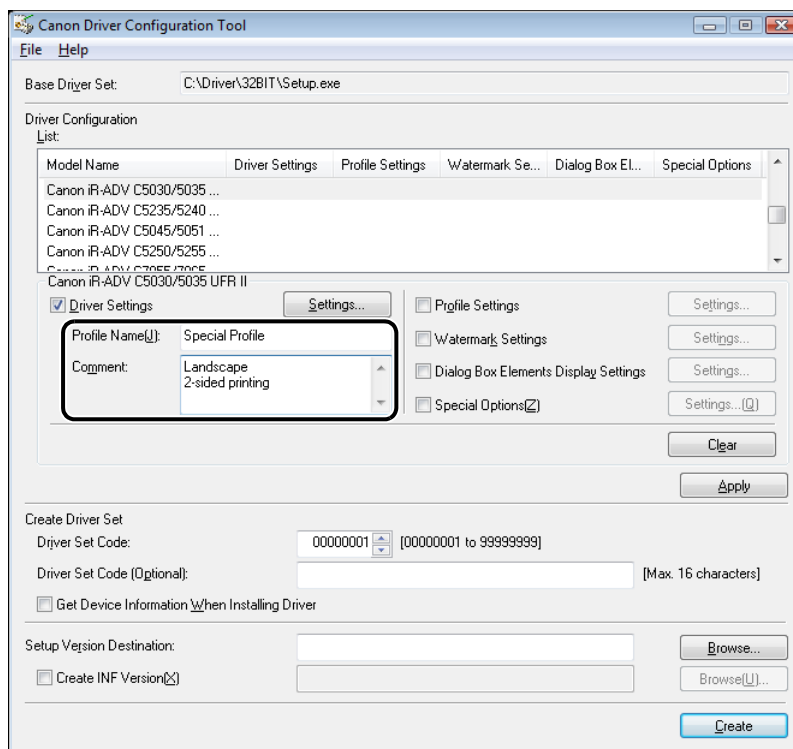 Canon Driver Configuration Tool
File Help
Base Driver Set: C:\Driver\32BIT\Setup.exe
Driver Configuration
List:
Model Name Driver Settings Profile Settings Watermark Se... Dialog Box El... Special Options
Canon iR-ADV C5030/5035 ...
Canon iR-ADV C5235/5240 ...
Canon iR-ADV C5045/5051 ...
Canon iR-ADV C5250/5255 ...
Canon iR-ADV C7055/7065
Canon iR-ADV C5030/5035 UFR II
Driver Settings Settings... Profile Settings Settings...
Profile Name(J): Special Profile Watermark Settings Settings...
Comment: Landscape
2-sided printing
Dialog Box Elements Display Settings Settings...
Special Options(Z) Settings...(Q)
Clear
Apply
Create Driver Set
Driver Set Code: 00000001 [00000001 to 99999999]
Driver Set Code (Optional): [Max. 16 characters]
Get Device Information When Installing Driver
Setup Version Destination: Browse...
Create INF Version(X) Browse(U)...
Create